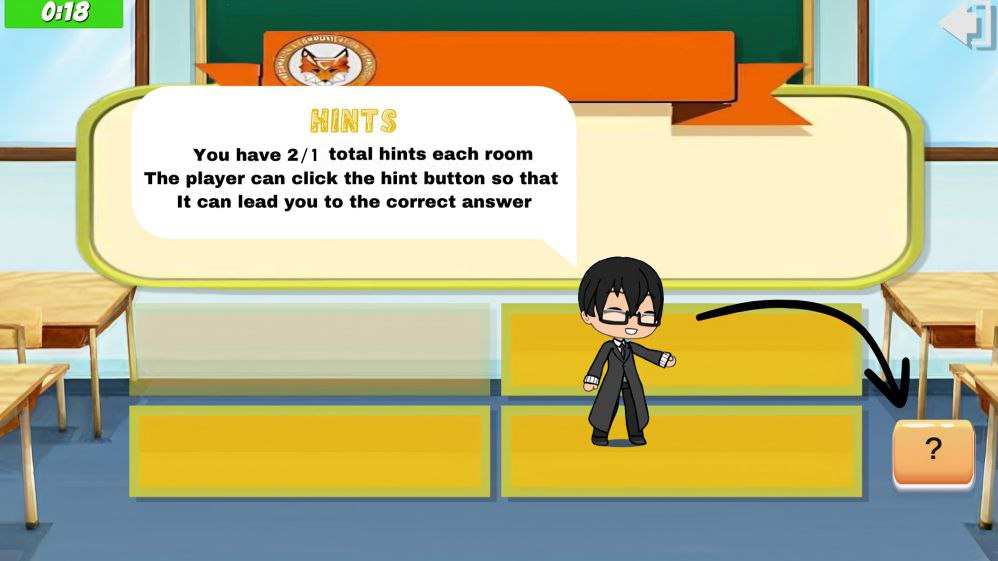 0:18
HINTS
You have 2/1 total hints each room
The player can click the hint button so that
It can lead you to the correct answer
?